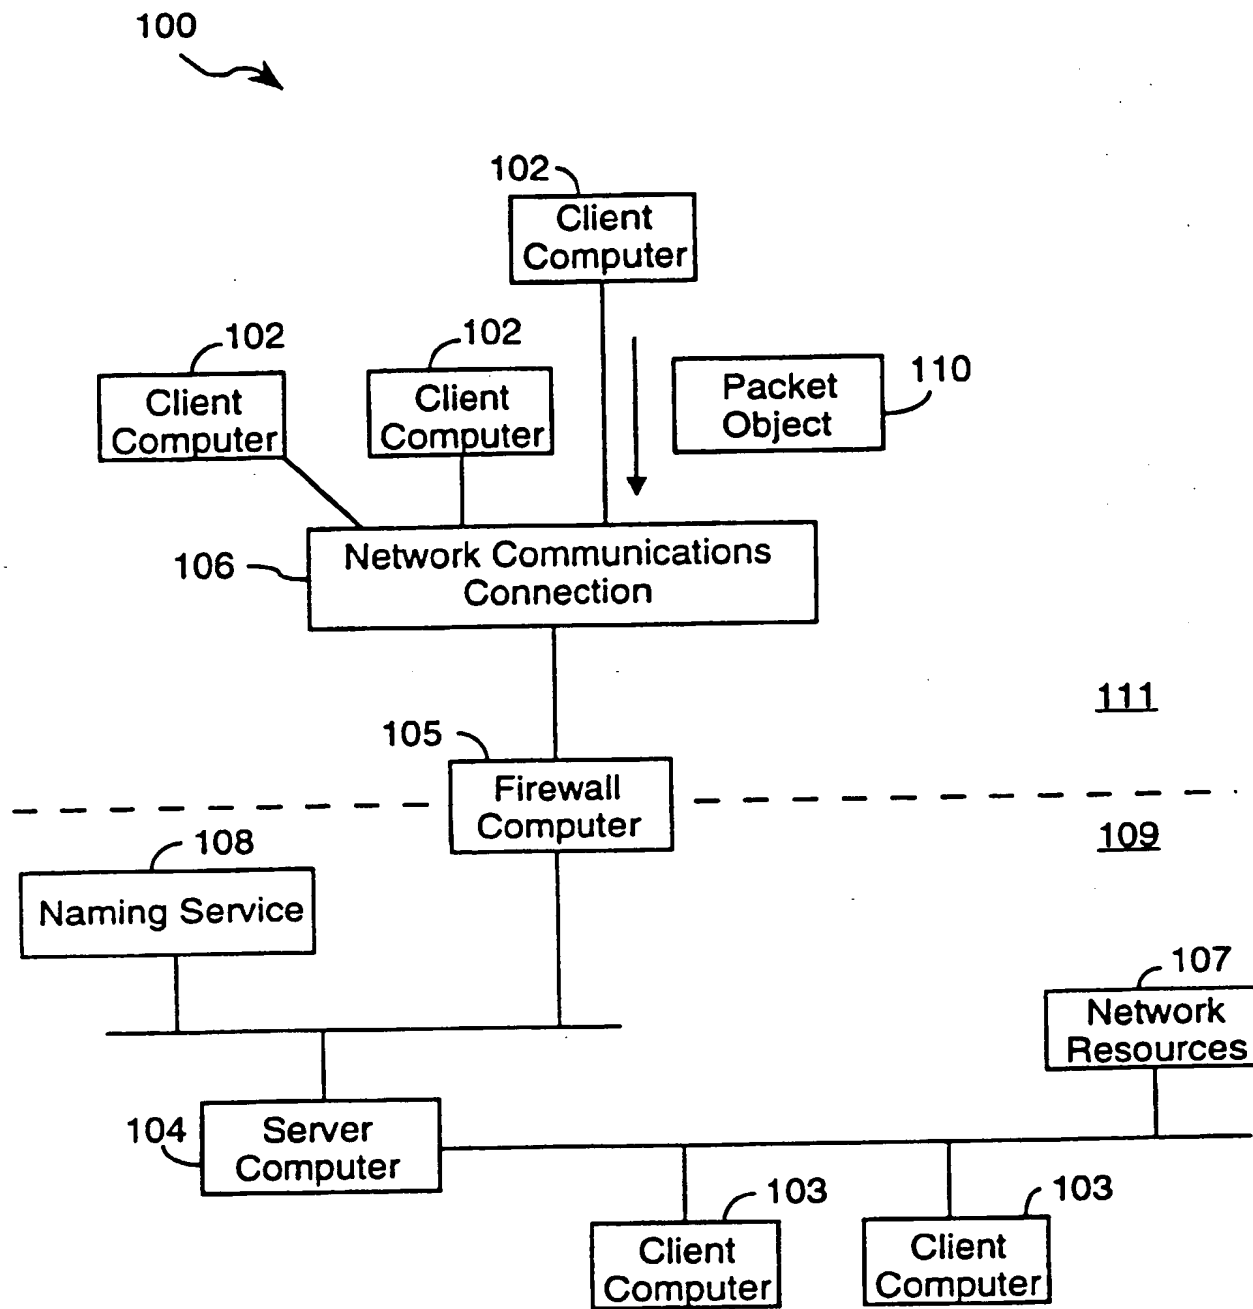 100
102
Client
Computer
102
Client
Computer
102
Client
Computer
Packet
Object
110
106
Network Communications
Connection
111
105
Firewall
Computer
109
108
Naming Service
107
Network
Resources
104
Server
Computer
103
Client
Computer
103
Client
Computer